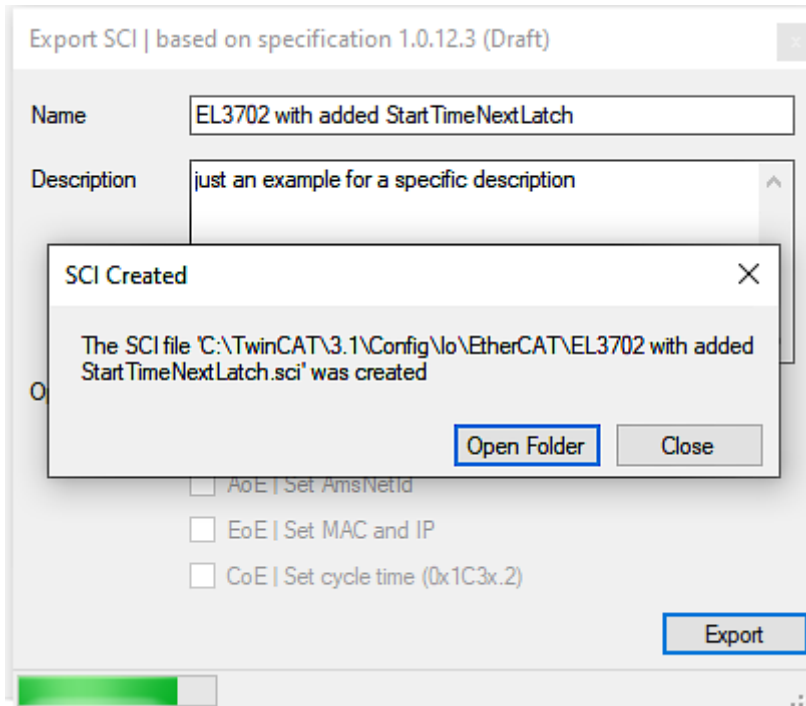 Export SCI | based on specification 1.0.12.3 (Draft)
x
Name
EL3702 with added StartTimeNextLatch
Description
just an example for a specific description
SCI Created
The SCI file 'C:\TwinCAT\3.1\Config\Io\EtherCAT\EL3702 with added
StartTimeNextLatch.sci' was created
Open Folder
Close
AoE | Set AmsNetId
EoE | Set MAC and IP
CoE | Set cycle time (0x1C3x.2)
Export